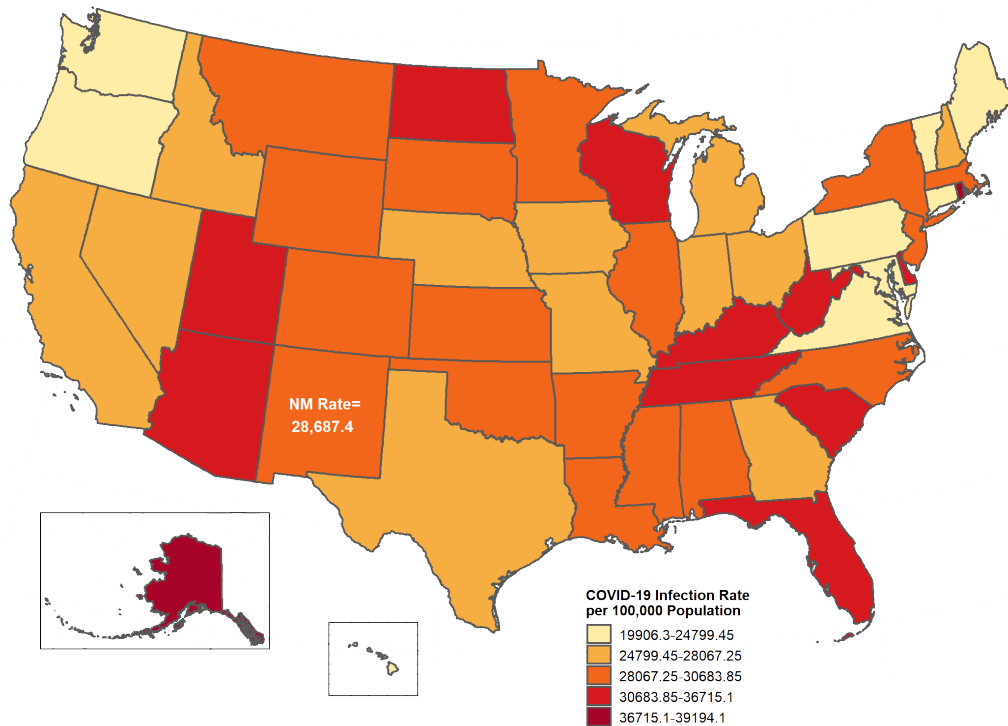 NM Rate=
28,687.4
COVID-19 Infection Rate
per 100,000 Population
19906.3-24799.45
24799.45-28067.25
28067.25-30683.85
30683.85-36715.1
36715.1-39194.1